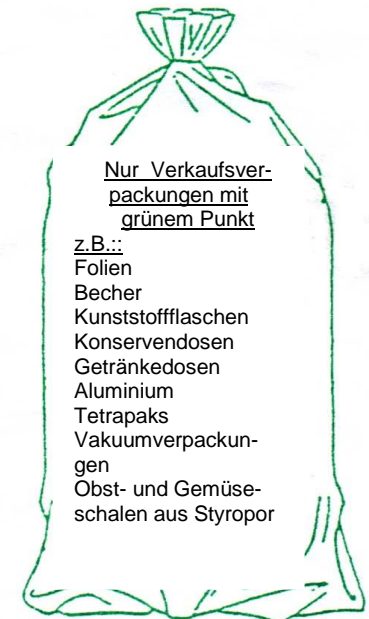 Nur Verkaufsver-
packungen mit
grünem Punkt
z.B.::
Folien
Becher
Kunststoffflaschen
Konservendosen
Getränkedosen
Aluminium
Tetrapaks
Vakuumverpackun-
gen
Obst- und Gemüse-
schalen aus Styropor